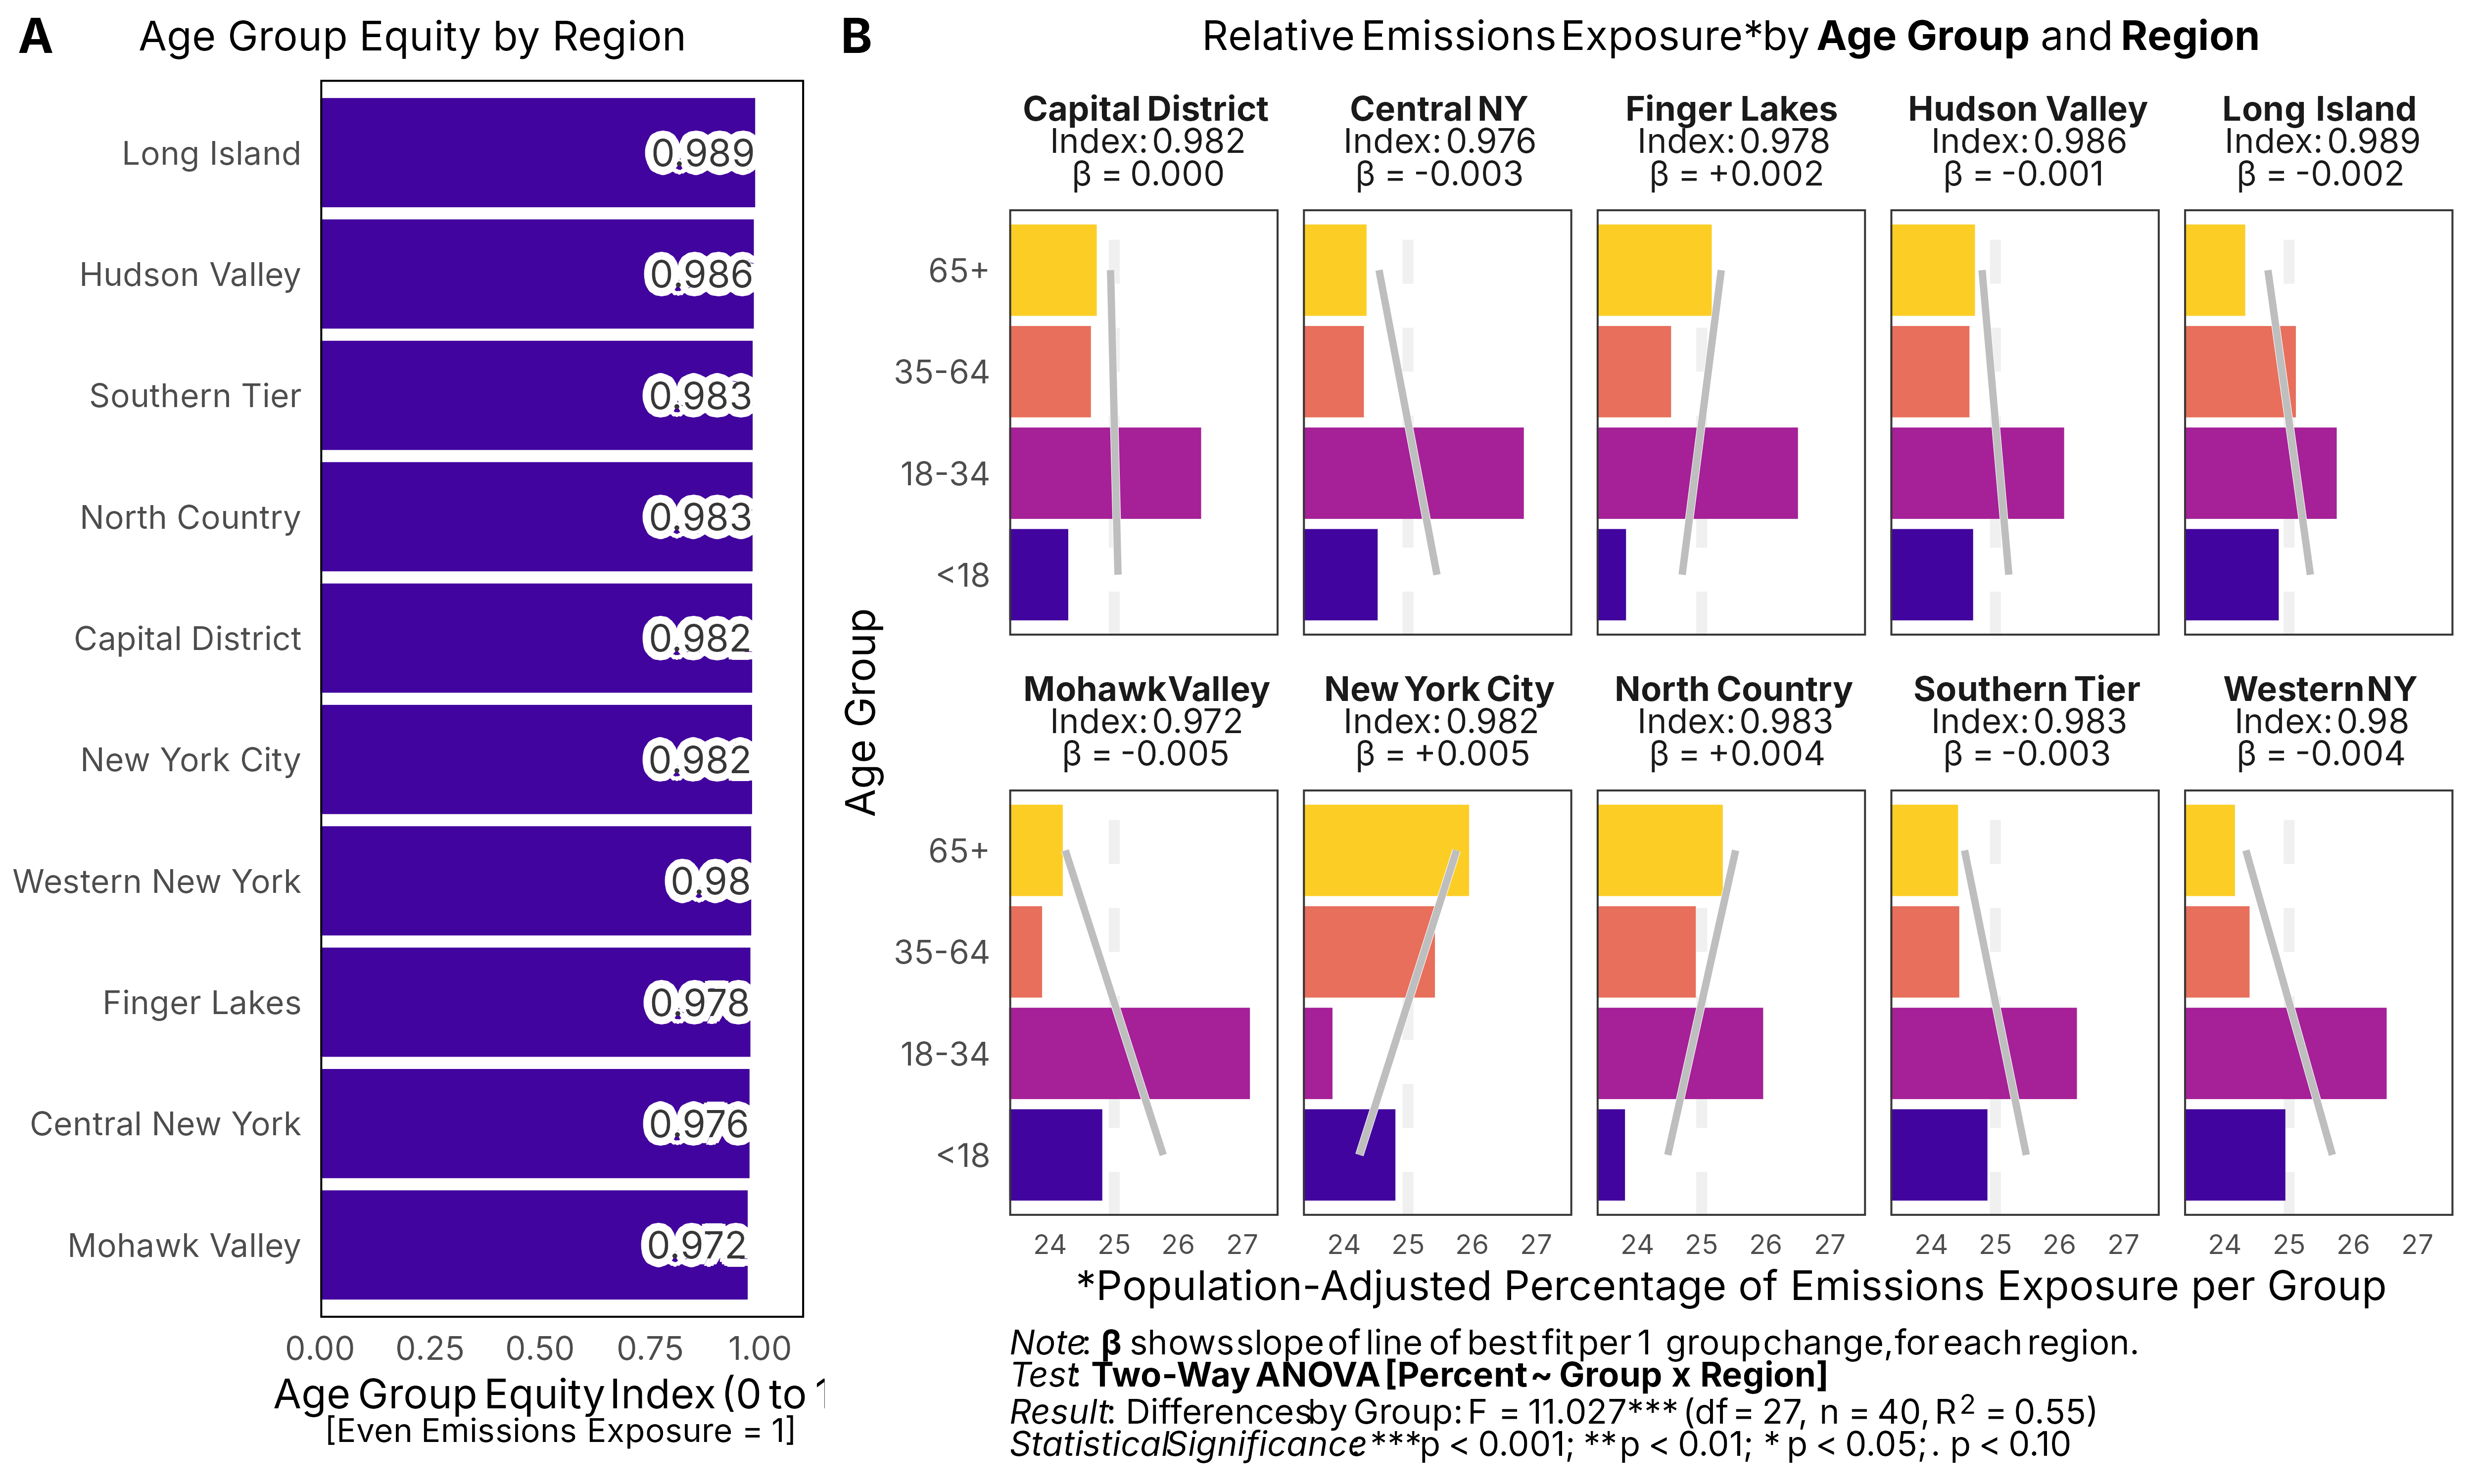 A
Age Group Equity by Region
Long Island
0.989
Hudson Valley
0.986
Southern Tier
0.983
North Country
0.983
Capital District
0.982
New York City
0.982
Western New York
0.98
Finger Lakes
0.978
Central New York
0.976
Mohawk Valley
0.972
0.00 0.25 0.50 0.75 1.00
Age Group Equity Index (0 to 1
[Even Emissions Exposure = 1]
B
Relative Emissions Exposure* by Age Group and Region
Capital District
Index: 0.982
β = 0.000
Central NY
Index: 0.976
β = -0.003
Finger Lakes
Index: 0.978
β = +0.002
Hudson Valley
Index: 0.986
β = -0.001
Long Island
Index: 0.989
β = -0.002
65+
35-64
18-34
<18
Age Group
Mohawk Valley
Index: 0.972
β = -0.005
New York City
Index: 0.982
β = +0.005
North Country
Index: 0.983
β = +0.004
Southern Tier
Index: 0.983
β = -0.003
Western NY
Index: 0.98
β = -0.004
65+
35-64
18-34
<18
24 25 26 27 24 25 26 27 24 25 26 27 24 25 26 27 24 25 26 27
*Population-Adjusted Percentage of Emissions Exposure per Group
Note: β shows slope of line of best fit per 1 group change, for each region.
Test: Two-Way ANOVA [Percent ~ Group x Region]
Result: Differences by Group: F = 11.027*** (df = 27, n = 40, R² = 0.55)
Statistical Significance: *** p < 0.001; ** p < 0.01; * p < 0.05; . p < 0.10